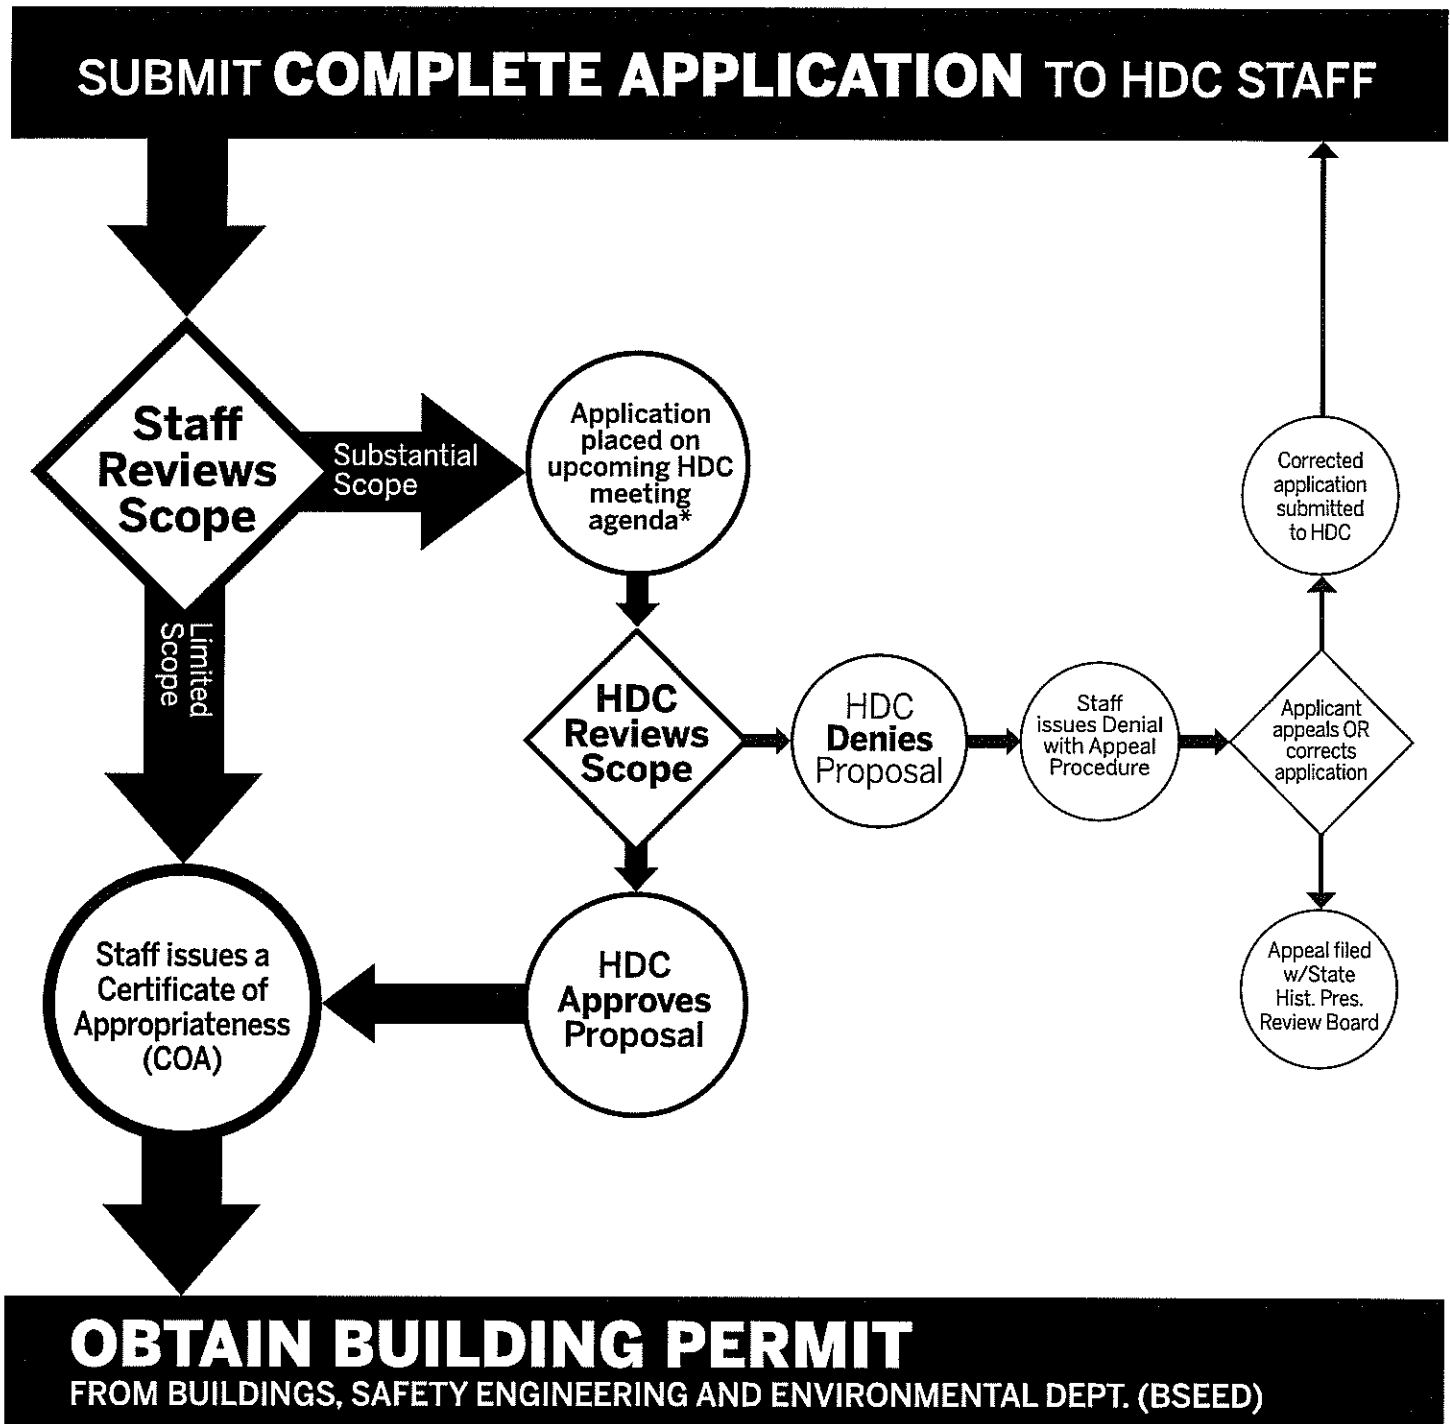 SUBMIT COMPLETE APPLICATION TO HDC STAFF
Staff
Reviews
Scope
Substantial
Scope
Application
placed on
upcoming HDC
meeting
agenda*
Limited
Scope
HDC
Reviews
Scope
HDC
Denies
Proposal
Staff
issues Denial
with Appeal
Procedure
Applicant
appeals OR
corrects
application
Corrected
application
submitted
to HDC
Appeal filed
w/State
Hist. Pres.
Review Board
HDC
Approves
Proposal
Staff issues a
Certificate of
Appropriateness
(COA)
OBTAIN BUILDING PERMIT
FROM BUILDINGS, SAFETY ENGINEERING AND ENVIRONMENTAL DEPT. (BSEED)